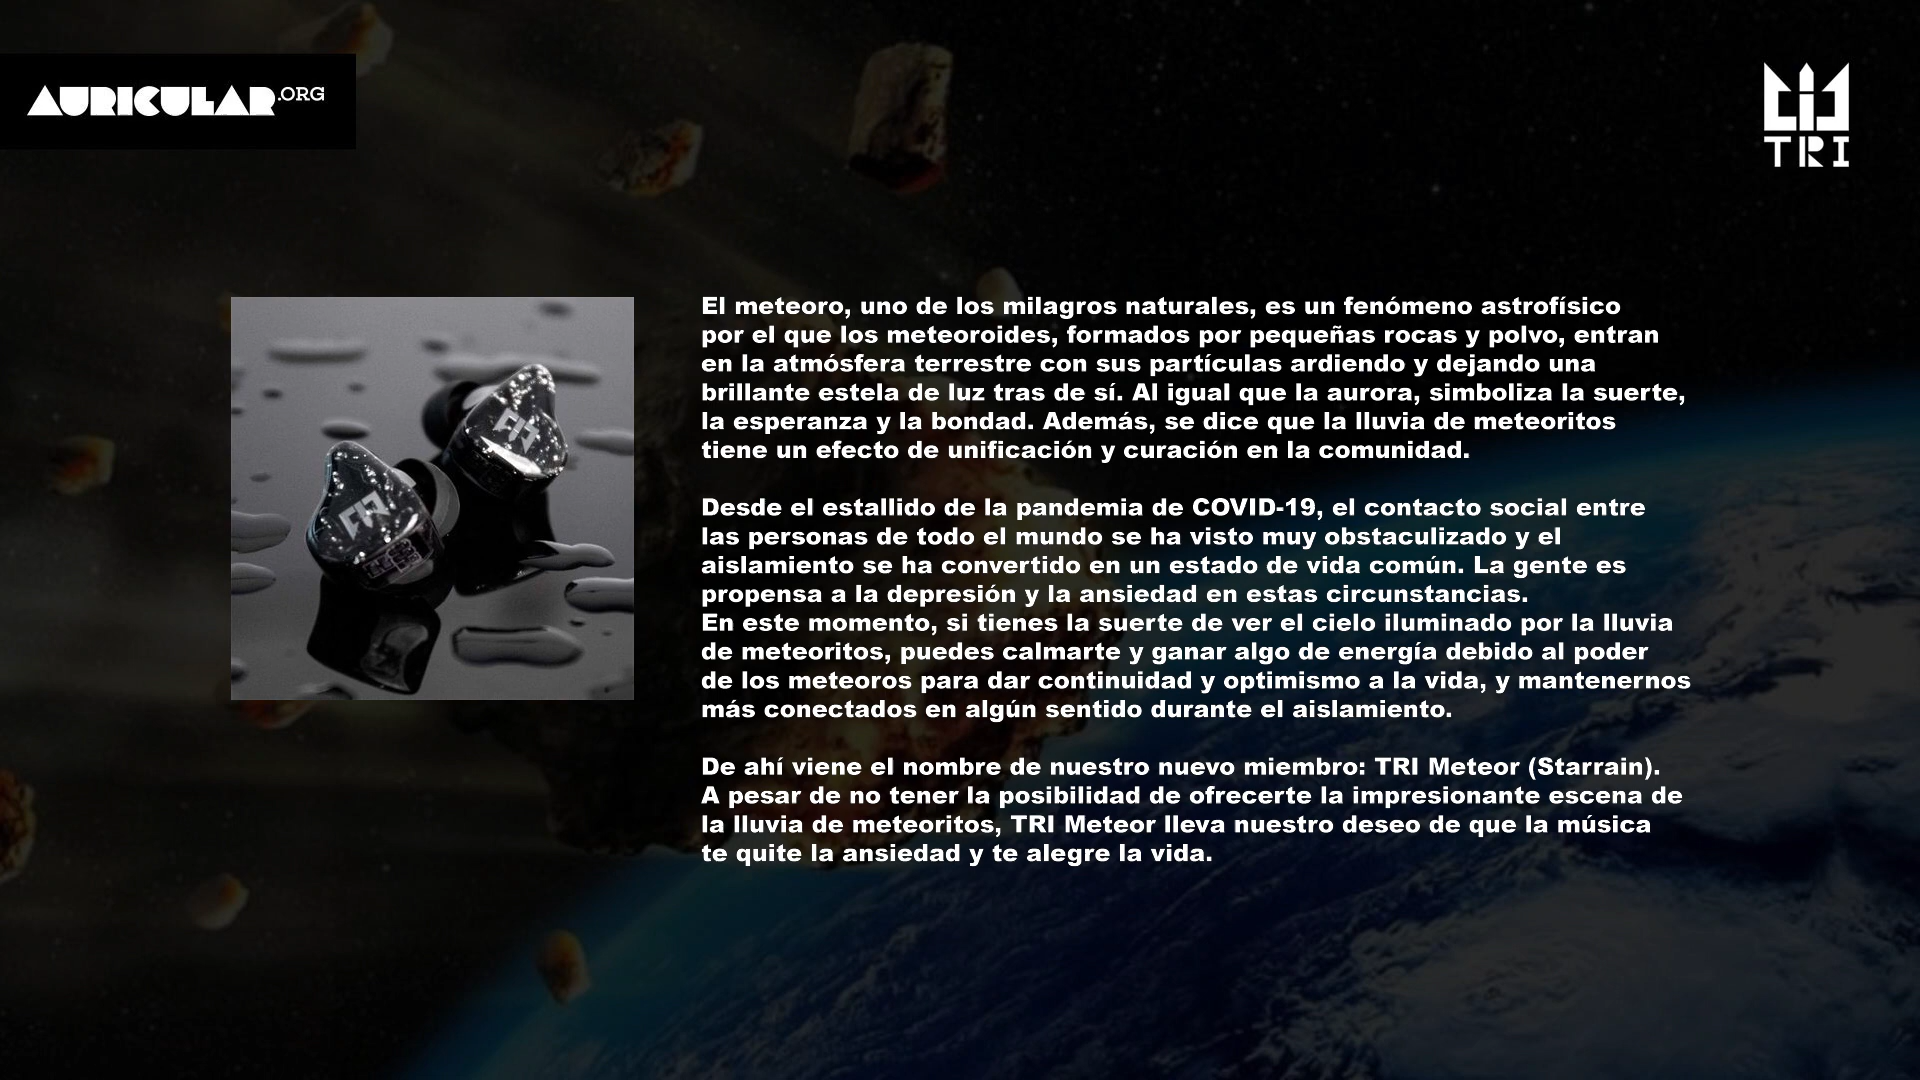 AURICULAR.ORG
TRI
El meteoro, uno de los milagros naturales, es un fenómeno astrofísico
por el que los meteoroides, formados por pequeñas rocas y polvo, entran
en la atmósfera terrestre con sus partículas ardiendo y dejando una
brillante estela de luz tras de sí. Al igual que la aurora, simboliza la suerte,
la esperanza y la bondad. Además, se dice que la lluvia de meteoritos
tiene un efecto de unificación y curación en la comunidad.
Desde el estallido de la pandemia de COVID-19, el contacto social entre
las personas de todo el mundo se ha visto muy obstaculizado y el
aislamiento se ha convertido en un estado de vida común. La gente es
propensa a la depresión y la ansiedad en estas circunstancias.
En este momento, si tienes la suerte de ver el cielo iluminado por la lluvia
de meteoritos, puedes calmarte y ganar algo de energía debido al poder
de los meteoros para dar continuidad y optimismo a la vida, y mantenernos
más conectados en algún sentido durante el aislamiento.
De ahí viene el nombre de nuestro nuevo miembro: TRI Meteor (Starrain).
A pesar de no tener la posibilidad de ofrecerte la impresionante escena de
la lluvia de meteoritos, TRI Meteor lleva nuestro deseo de que la música
te quite la ansiedad y te alegre la vida.